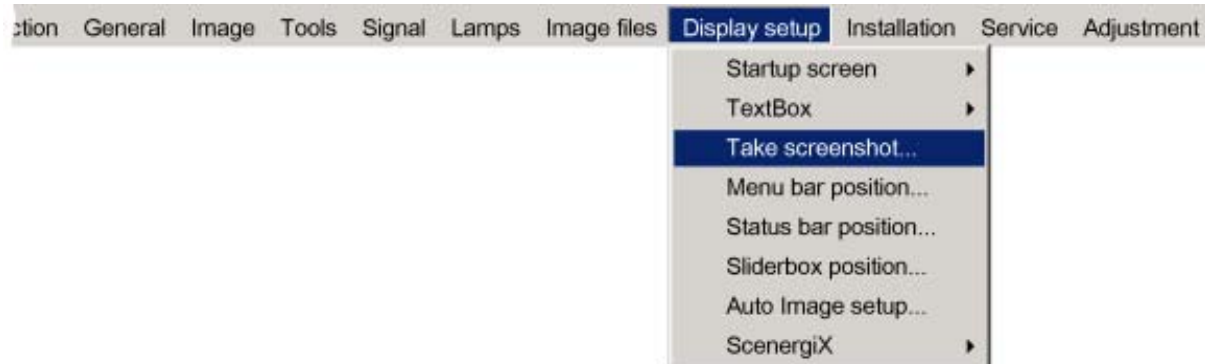 ction General Image Tools Signal Lamps Image files Display setup Installation Service Adjustment
Startup screen
TextBox
Take screenshot...
Menu bar position...
Status bar position...
Sliderbox position...
Auto Image setup...
ScenergiX